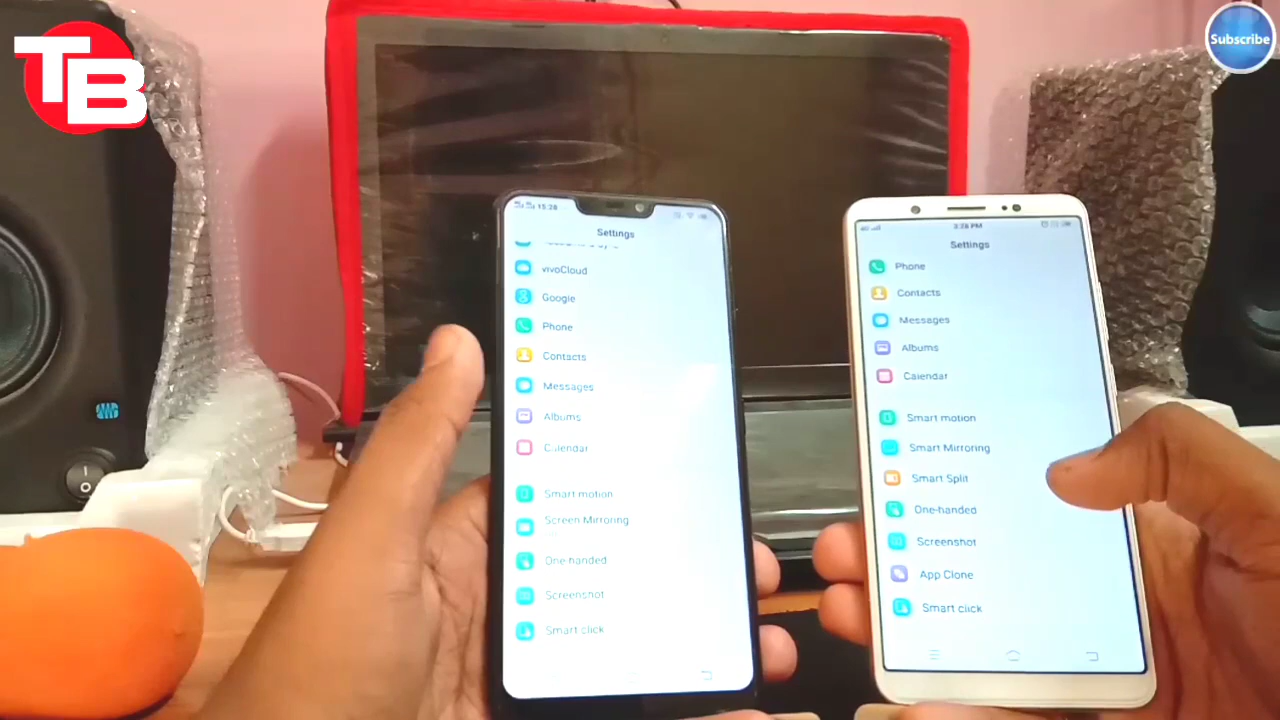 TB
Subscribe
15:38
Settings
vivoCloud
Google
Phone
Contacts
Messages
Albums
Calendar
Smart motion
Screen Mirroring
One-handed
Screenshot
Smart click
Settings
Phone
Contacts
Messages
Albums
Calendar
Smart motion
Smart Mirroring
Smart Split
One-handed
Screenshot
App Clone
Smart click